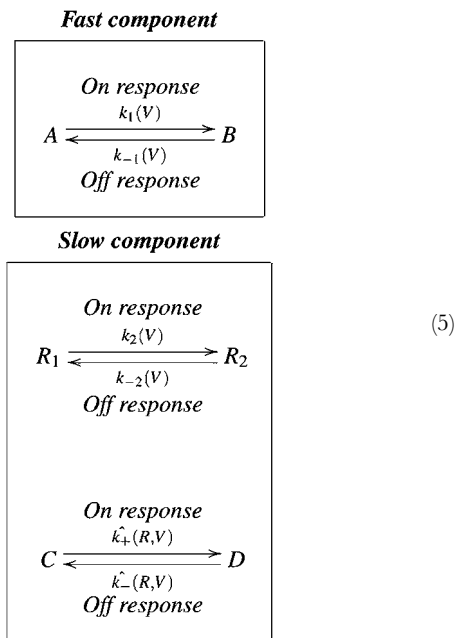 Fast component
On response
k₁(V)
A ⇌ B
k₋₁(V)
Off response
Slow component
On response
k₂(V)
R₁ ⇌ R₂ (5)
k₋₂(V)
Off response
On response
k̂₊(R,V)
C ⇌ D
k̂₋(R,V)
Off response